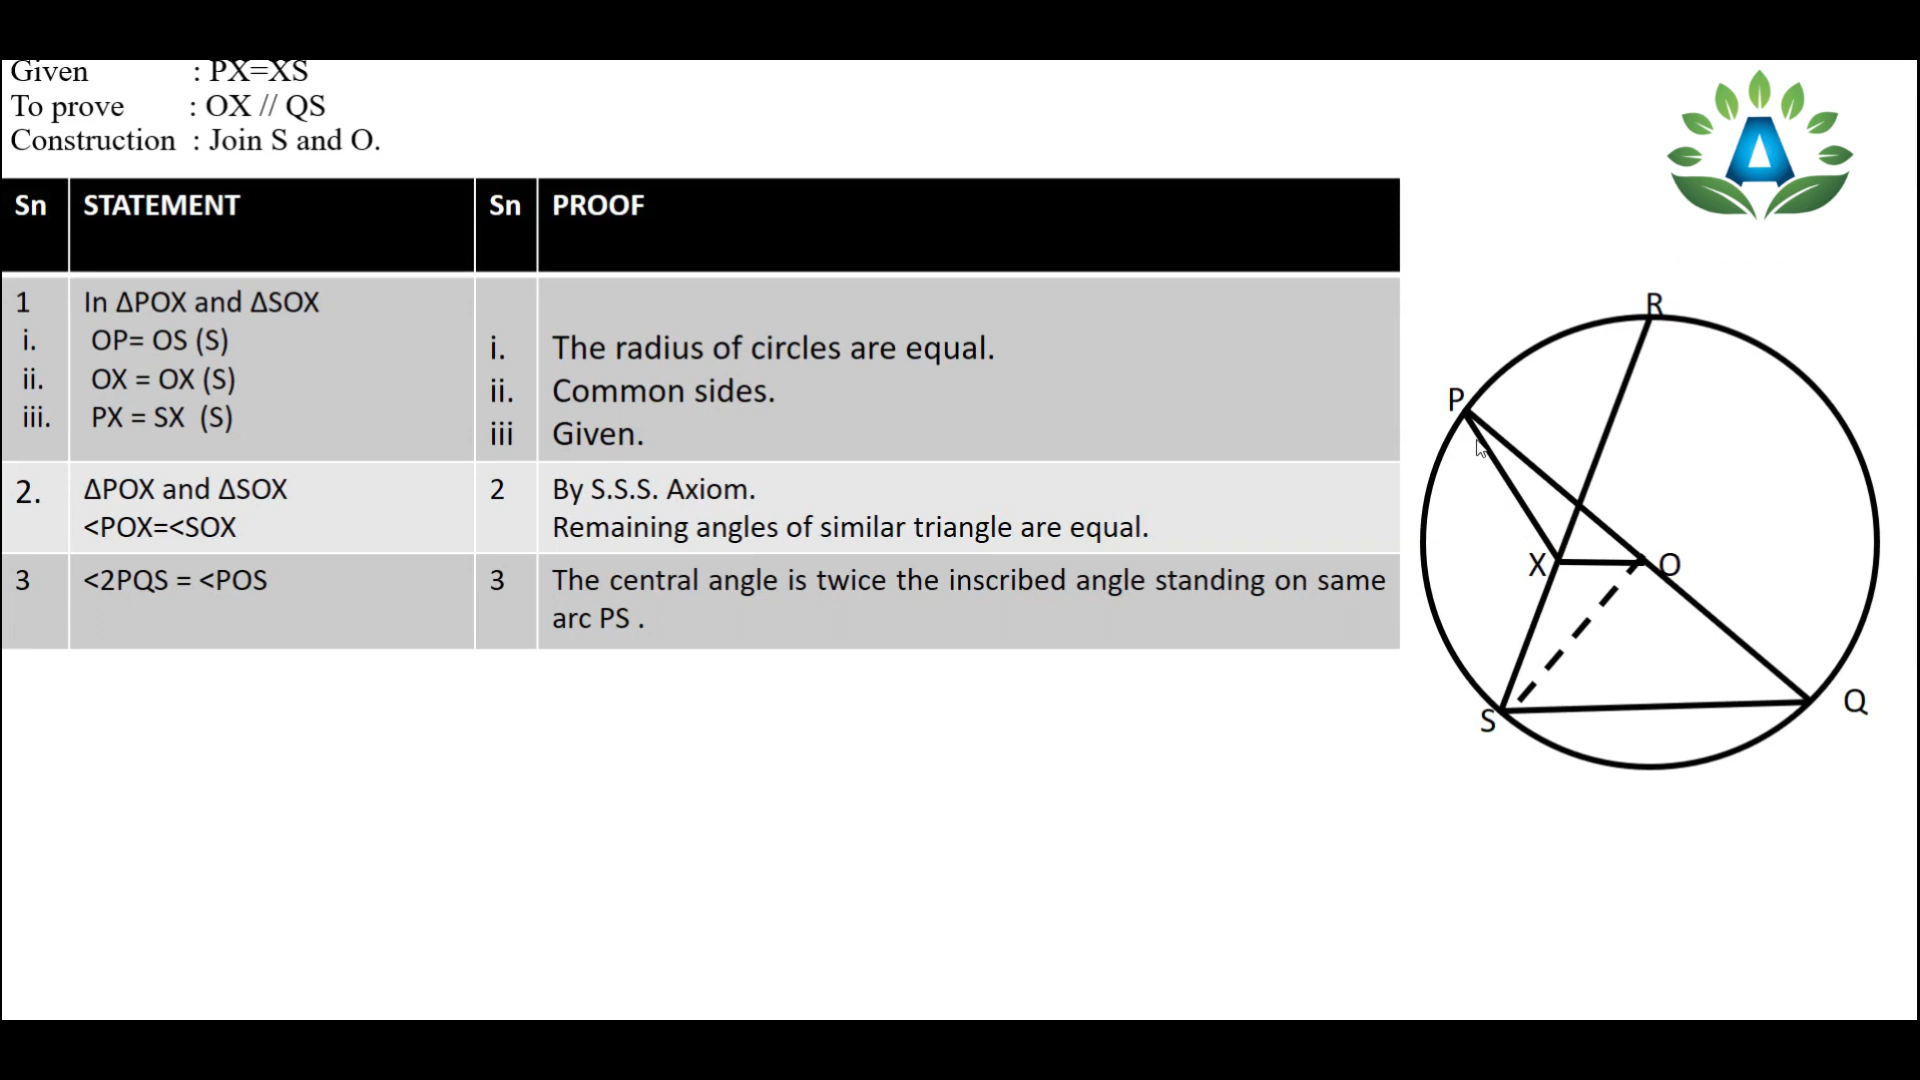 Given : PX=XS
To prove : OX // QS
Construction : Join S and O.
Sn STATEMENT Sn PROOF
1 In ΔPOX and ΔSOX
i. OP= OS (S) i. The radius of circles are equal.
ii. OX = OX (S) ii. Common sides.
iii. PX = SX (S) iii Given.
2. ΔPOX and ΔSOX 2 By S.S.S. Axiom.
<POX=<SOX Remaining angles of similar triangle are equal.
3 <2PQS = <POS 3 The central angle is twice the inscribed angle standing on same
arc PS .
A
R
P
X O
S Q